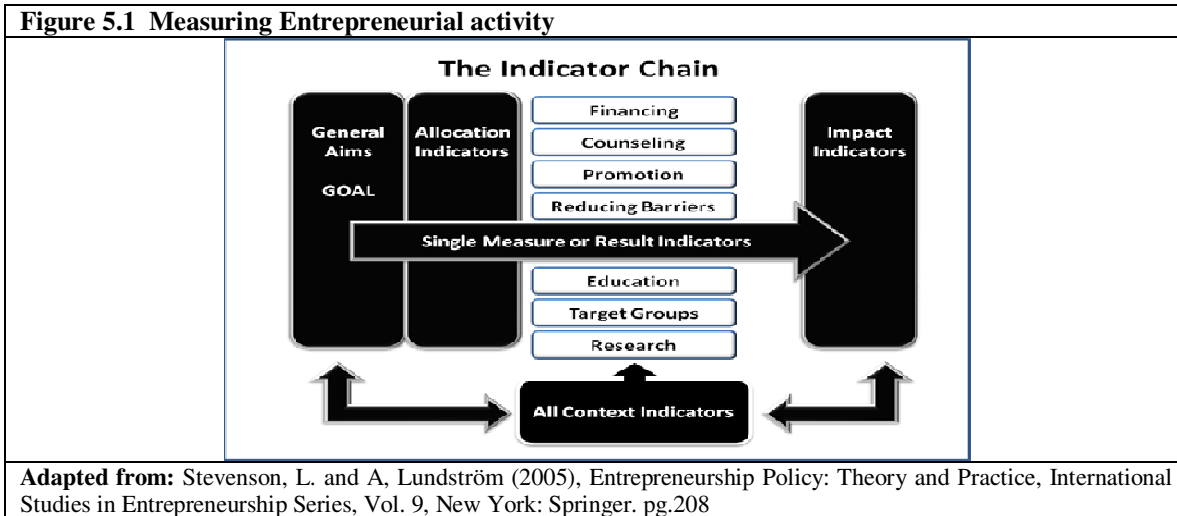 Figure 5.1 Measuring Entrepreneurial activity
The Indicator Chain
General
Aims
GOAL
Allocation
Indicators
Financing
Counseling
Promotion
Reducing Barriers
Single Measure or Result Indicators
Education
Target Groups
Research
Impact
Indicators
All Context Indicators
Adapted from: Stevenson, L. and A, Lundström (2005), Entrepreneurship Policy: Theory and Practice, International
Studies in Entrepreneurship Series, Vol. 9, New York: Springer. pg.208